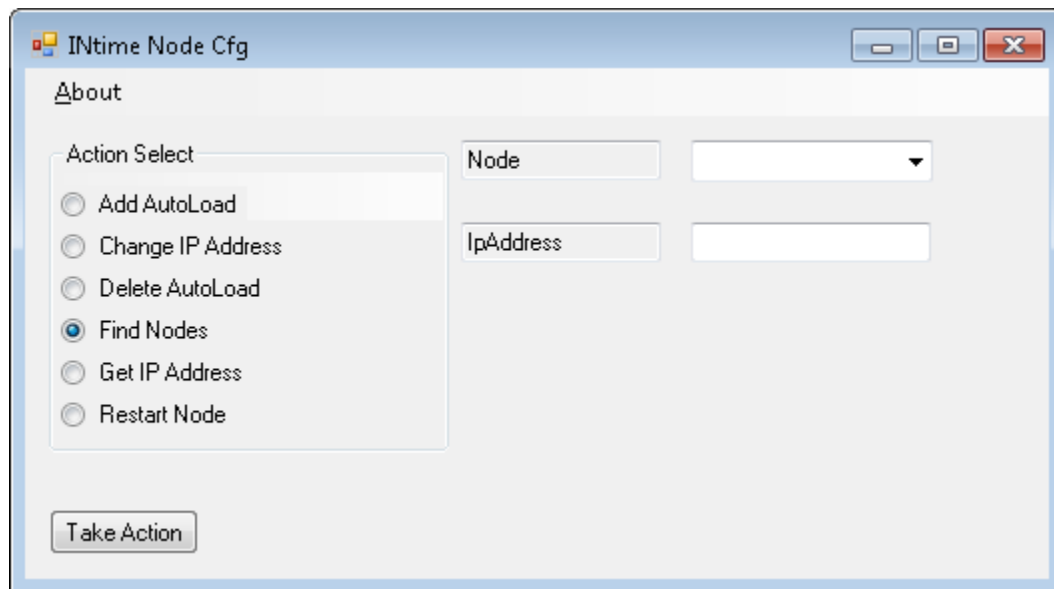 INtime Node Cfg
About
Action Select
Add AutoLoad
Change IP Address
Delete AutoLoad
Find Nodes
Get IP Address
Restart Node
Node
IpAddress
Take Action